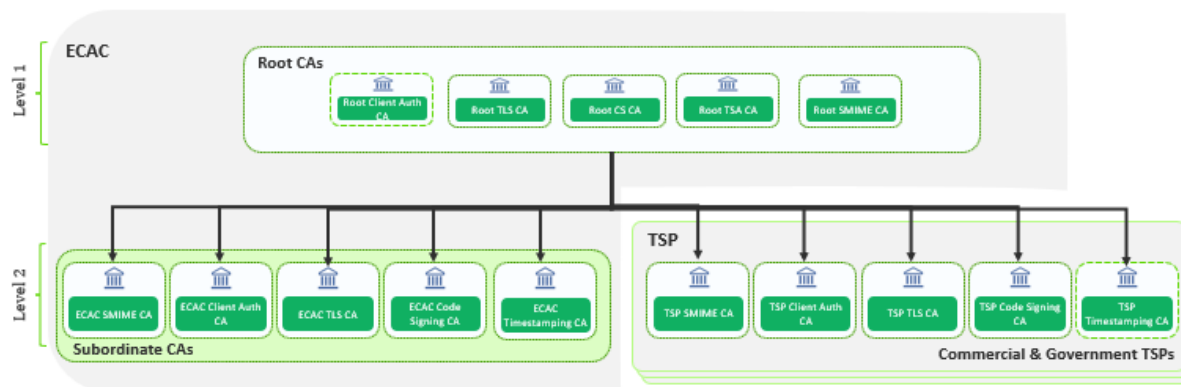 ECAC
Level 1
Root CAs
Root Client Auth
CA
Root TLS CA
Root CS CA
Root TSA CA
Root SMIME CA
Level 2
ECAC SMIME CA
ECAC Client Auth
CA
ECAC TLS CA
ECAC Code
Signing CA
ECAC
Timestamping CA
Subordinate CAs
TSP
TSP SMIME CA
TSP Client Auth
CA
TSP TLS CA
TSP Code Signing
CA
TSP
Timestamping CA
Commercial & Government TSPs